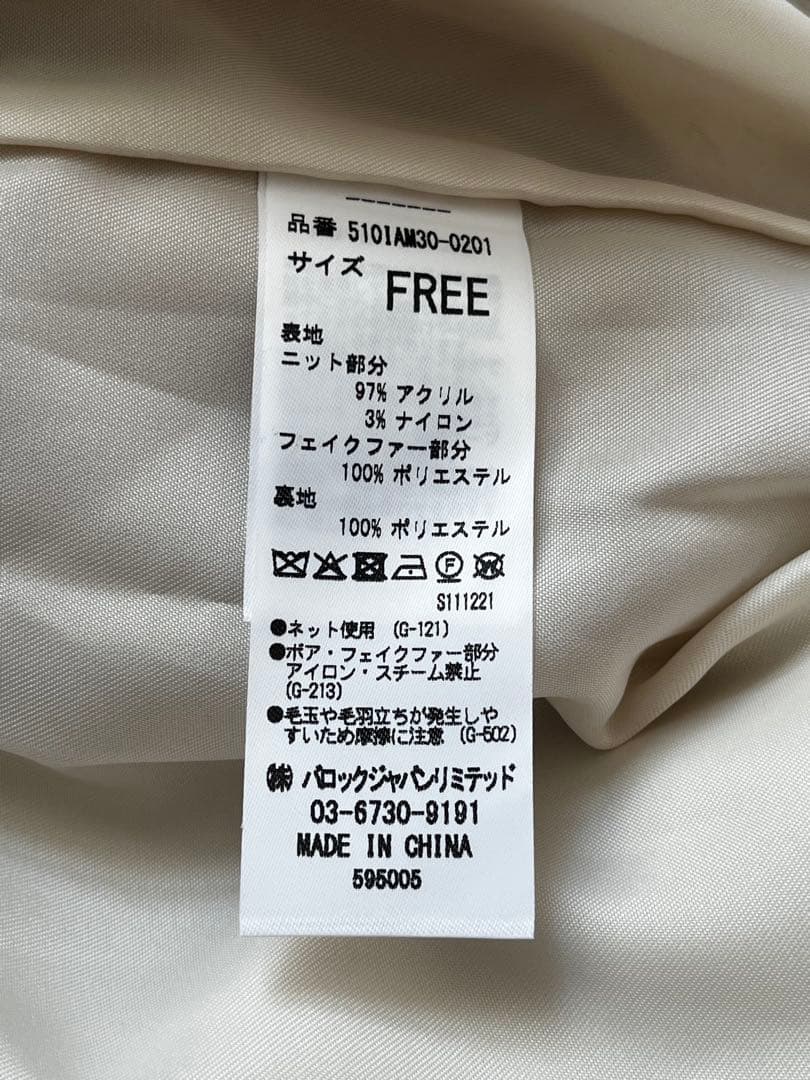 品番 510IAM30-0201
サイズ FREE
表地
ニット部分
97% アクリル
3% ナイロン
フェイクファー部分
100% ポリエステル
裏地
100% ポリエステル
F W
S111221
●ネット使用 (G-121)
●ボア・フェイクファー部分
アイロン・スチーム禁止
(G-213)
●毛玉や毛羽立ちが発生しや
すいため摩擦に注意 (G-502)
㈱ バロックジャパンリミテッド
03-6730-9191
MADE IN CHINA
595005